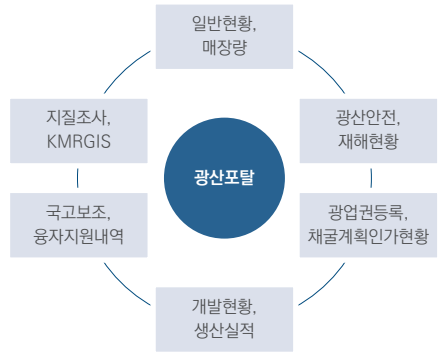 일반현황,
매장량
지질조사,
KMRGIS
광산안전,
재해현황
광산포탈
국고보조,
융자지원내역
광업권등록,
채굴계획인가현황
개발현황,
생산실적